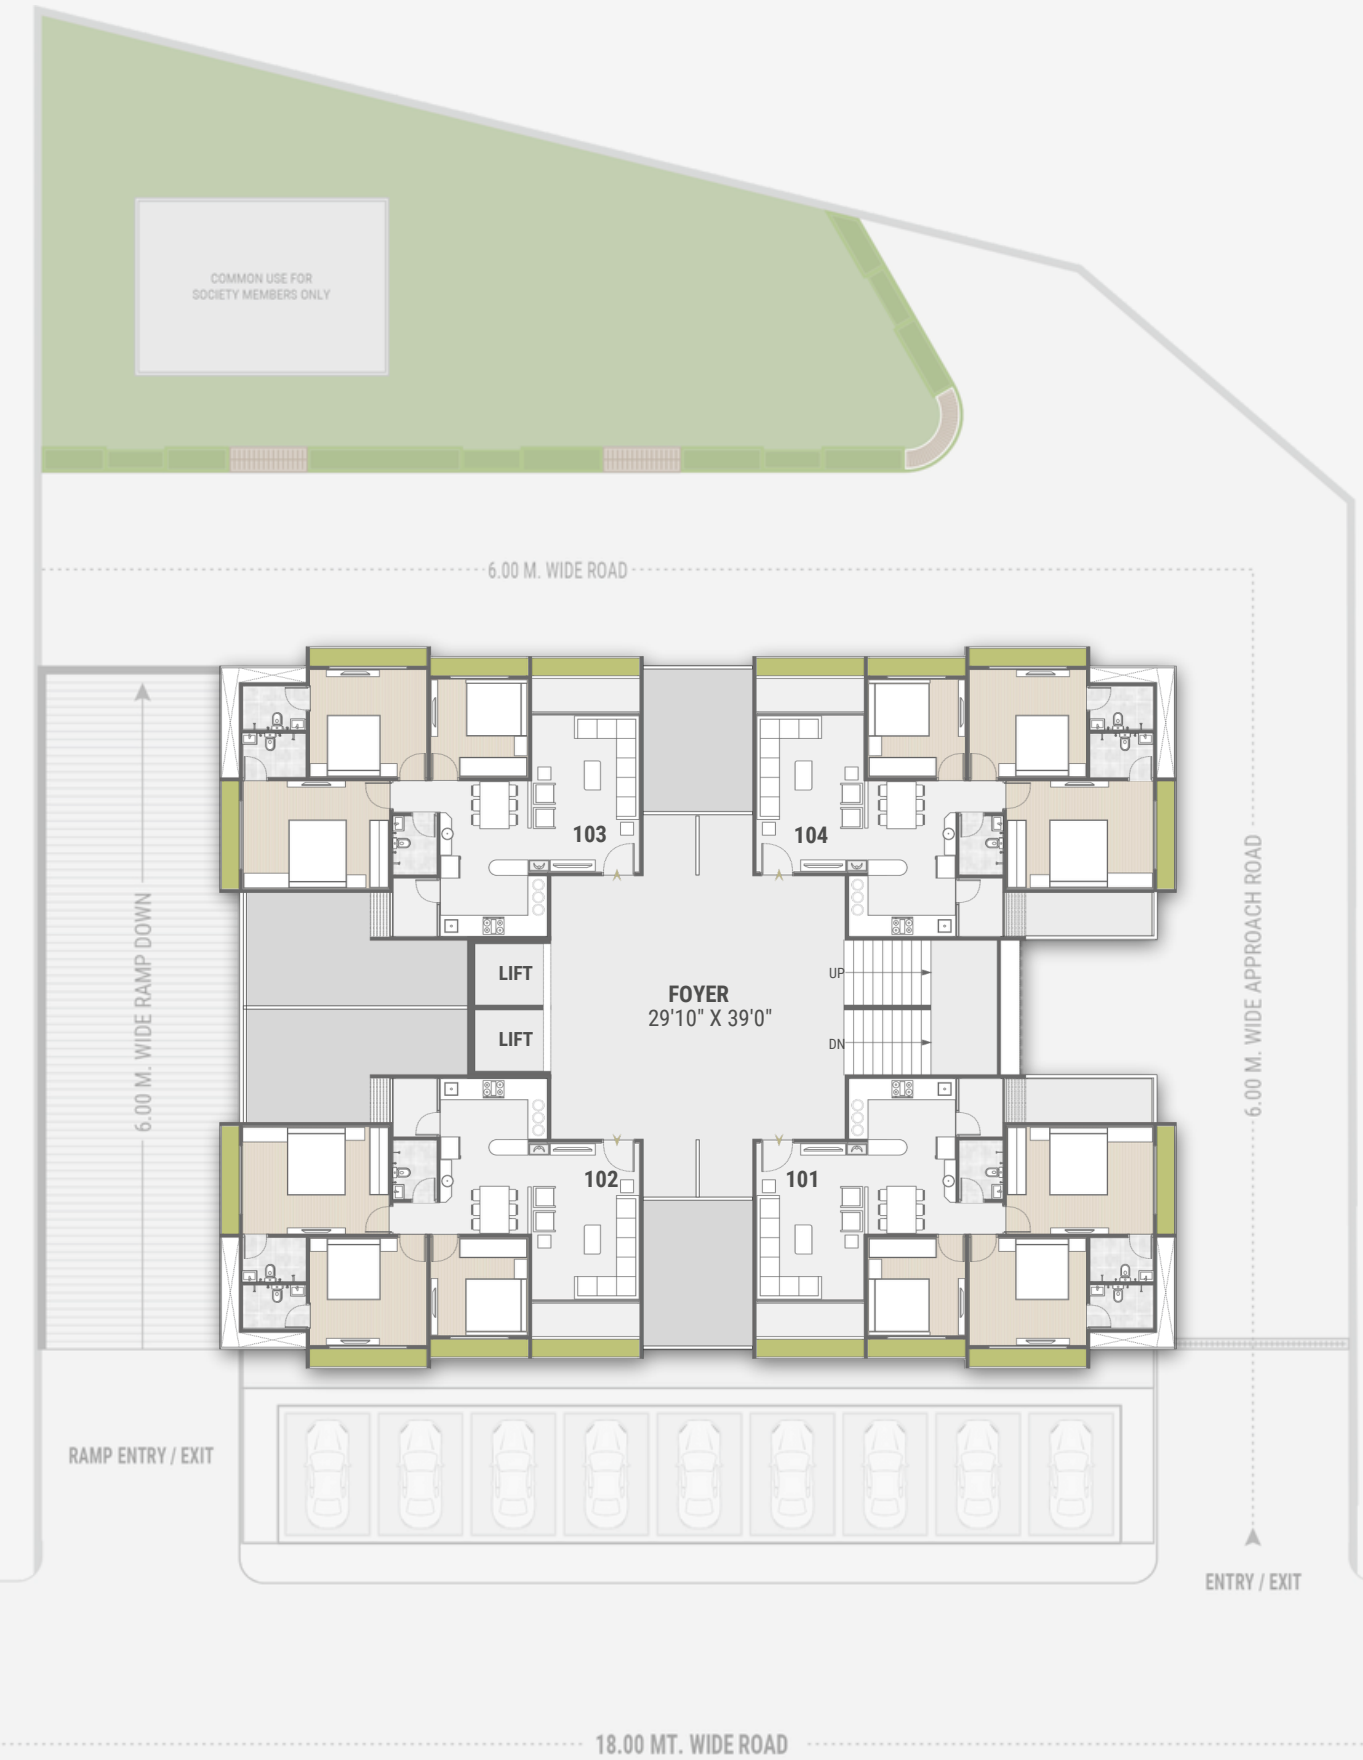 COMMON USE FOR
SOCIETY MEMBERS ONLY
6.00 M. WIDE ROAD
103
104
6.00 M. WIDE RAMP DOWN
6.00 M. WIDE APPROACH ROAD
LIFT
UP
FOYER
29'10" X 39'0"
LIFT
DN
102
101
RAMP ENTRY / EXIT
ENTRY / EXIT
18.00 MT. WIDE ROAD